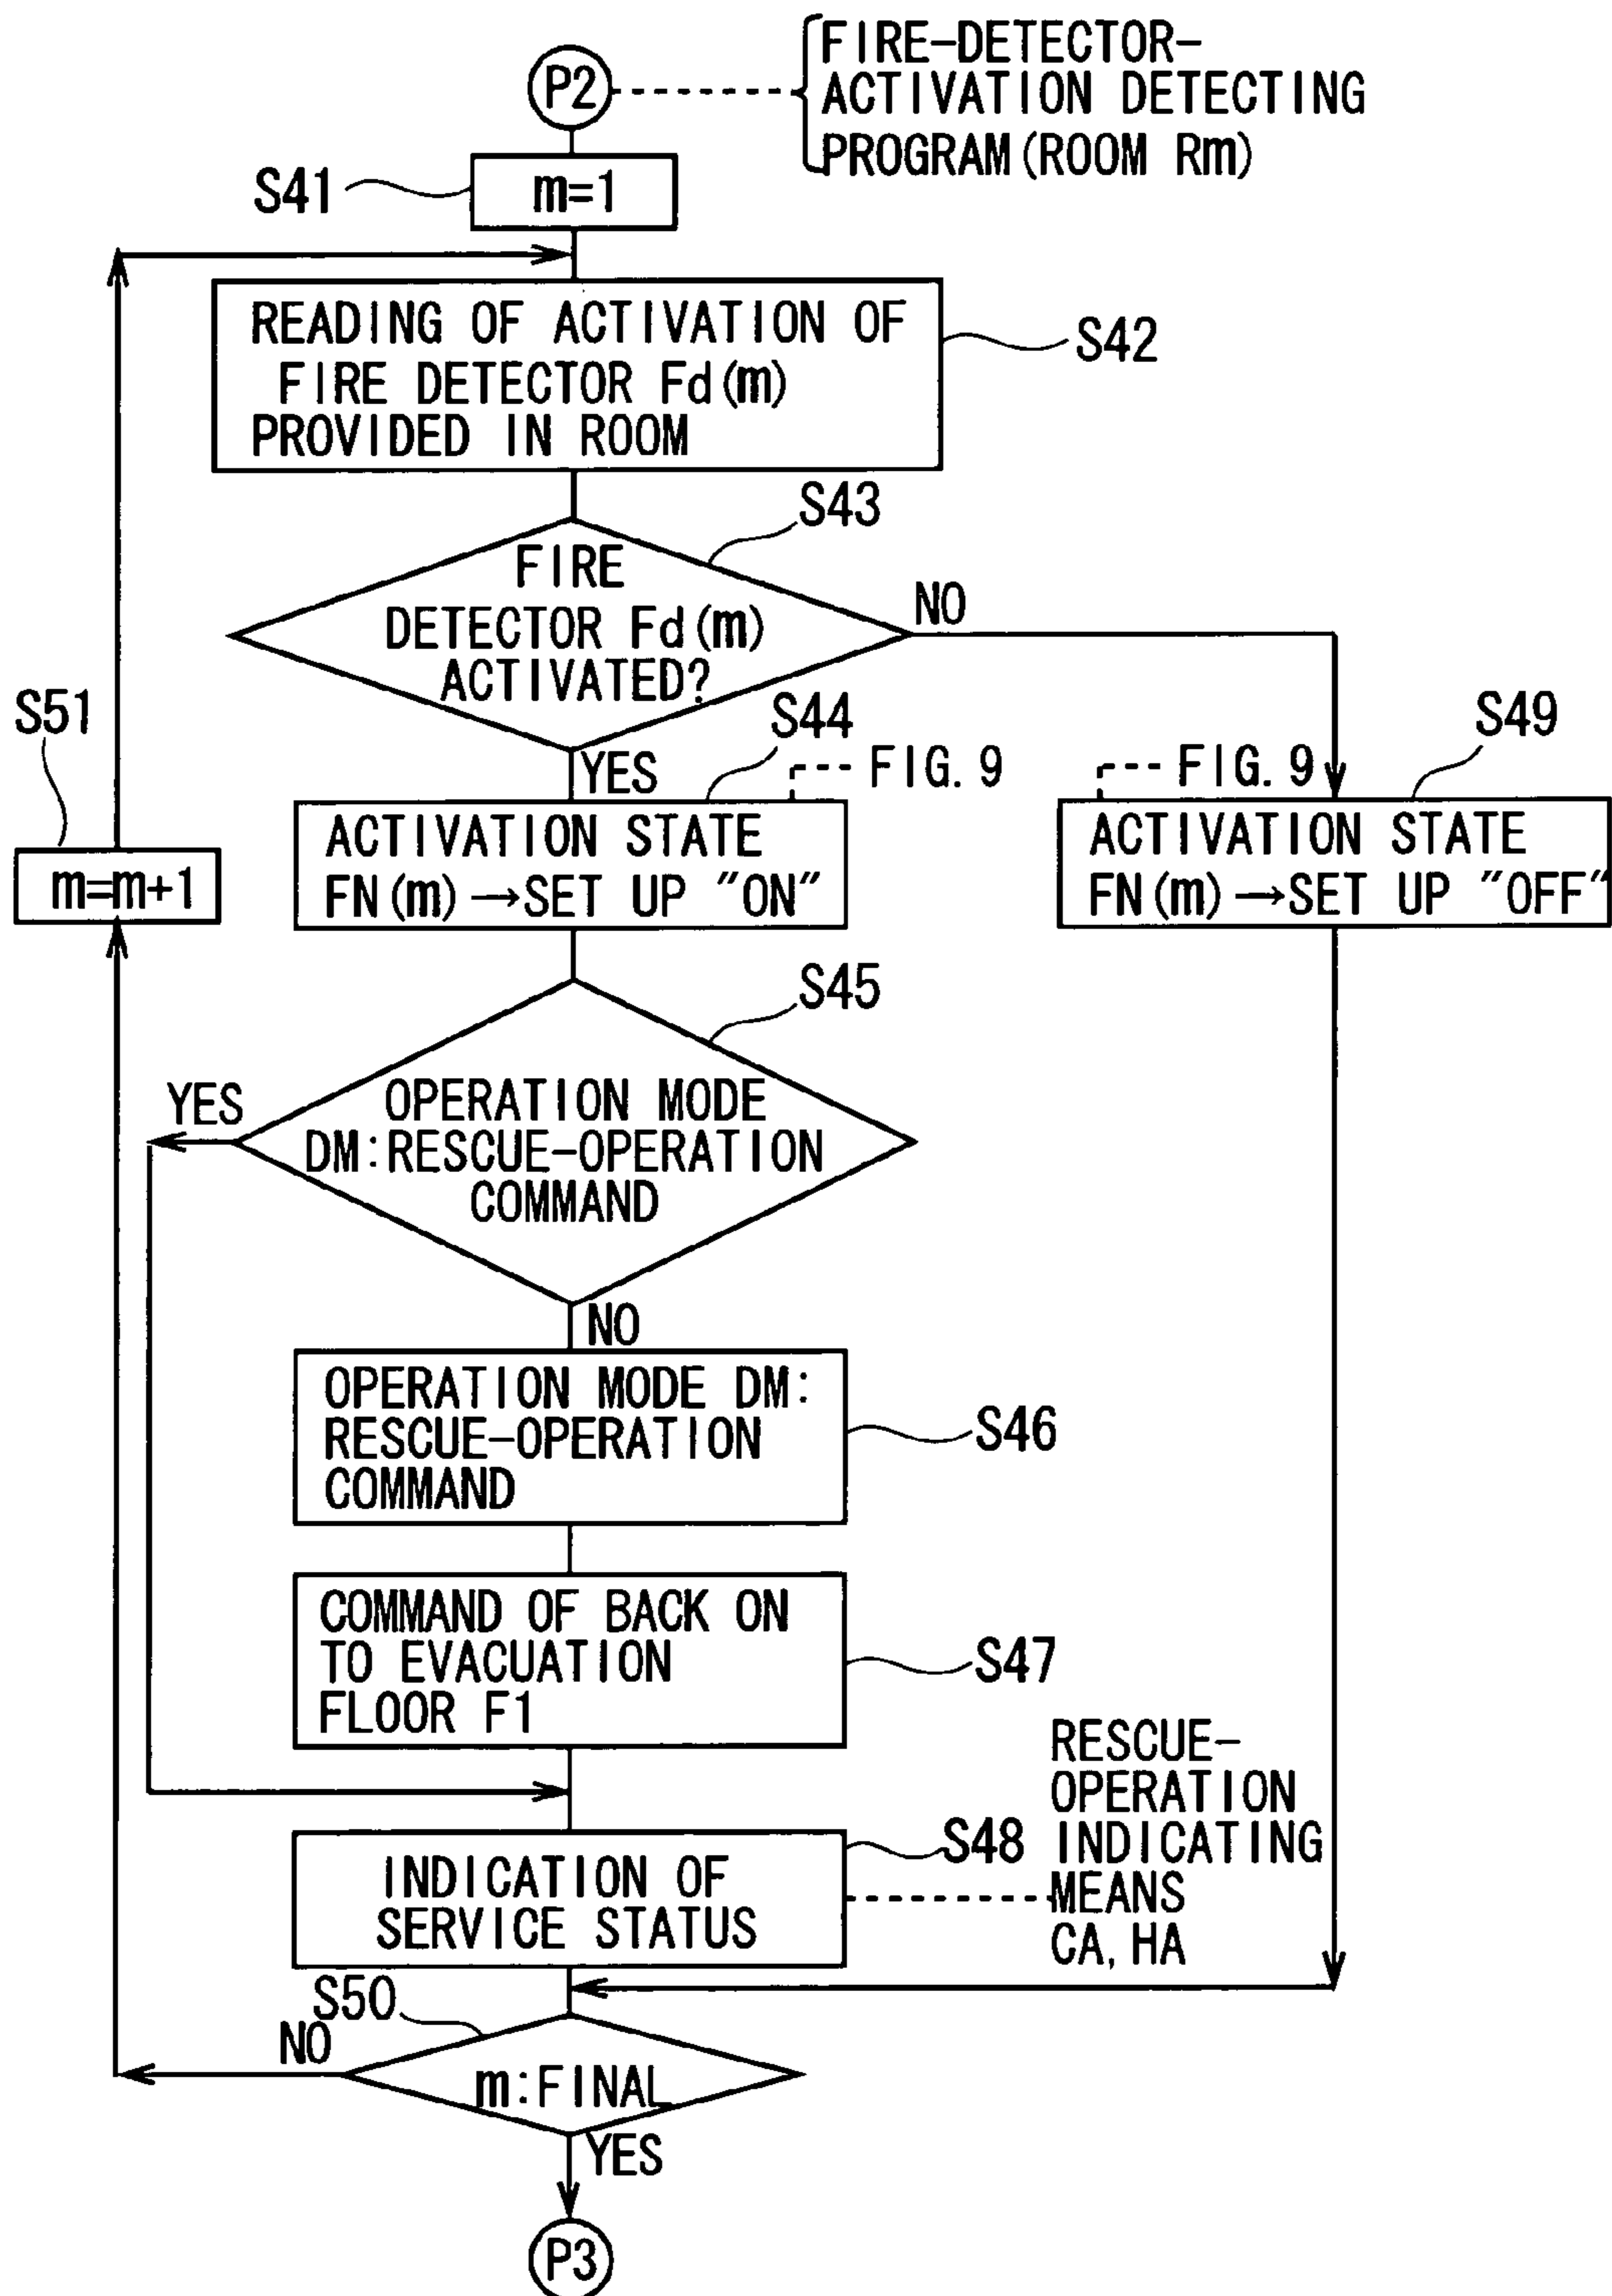 P2
FIRE-DETECTOR-
ACTIVATION DETECTING
PROGRAM(ROOM Rm)
S41
m=1
READING OF ACTIVATION OF
FIRE DETECTOR Fd(m)
PROVIDED IN ROOM
S42
S43
FIRE
DETECTOR Fd(m)
ACTIVATED?
NO
YES
S44
FIG. 9
ACTIVATION STATE
FN(m)→SET UP "ON"
S49
FIG. 9
ACTIVATION STATE
FN(m)→SET UP "OFF"
S51
m=m+1
S45
YES
OPERATION MODE
DM:RESCUE-OPERATION
COMMAND
NO
OPERATION MODE DM:
RESCUE-OPERATION
COMMAND
S46
COMMAND OF BACK ON
TO EVACUATION
FLOOR F1
S47
INDICATION OF
SERVICE STATUS
S48
RESCUE-
OPERATION
INDICATING
MEANS
CA, HA
S50
NO
m:FINAL
YES
P3